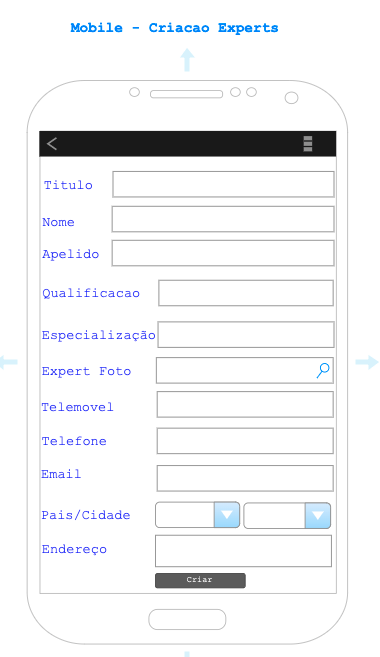 Mobile - Criacao Experts
Titulo
Nome
Apelido
Qualificacao
Especialização
Expert Foto
Telemovel
Telefone
Email
Pais/Cidade
Endereço
Criar